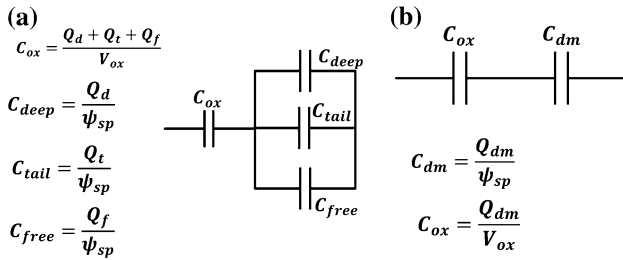 (a)
C_ox = (Q_d + Q_t + Q_f) / V_ox
C_deep = Q_d / ψ_sp
C_tail = Q_t / ψ_sp
C_free = Q_f / ψ_sp
C_ox
C_deep
C_tail
C_free
(b)
C_ox C_dm
C_dm = Q_dm / ψ_sp
C_ox = Q_dm / V_ox